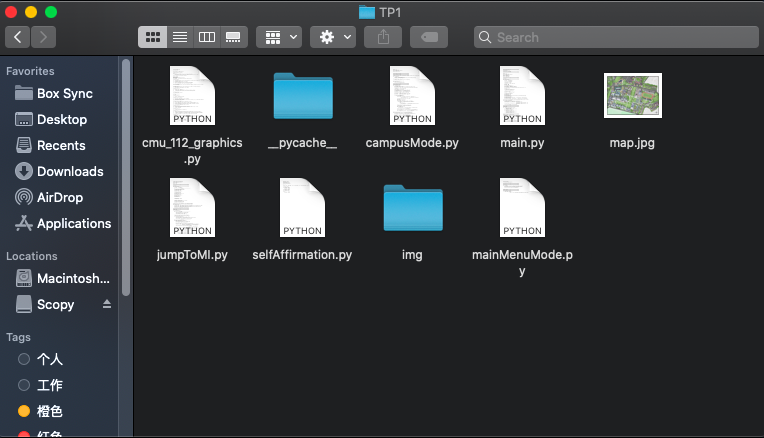 TP1
Search
Favorites
Box Sync
Desktop
Recents
Downloads
AirDrop
Applications
Locations
Macintosh...
Scopy
Tags
个人
工作
橙色
红色
PYTHON
PYTHON
PYTHON
cmu_112_graphics
.py
__pycache__
campusMode.py
main.py
map.jpg
PYTHON
PYTHON
PYTHON
jumpToMI.py
selfAffirmation.py
img
mainMenuMode.p
y